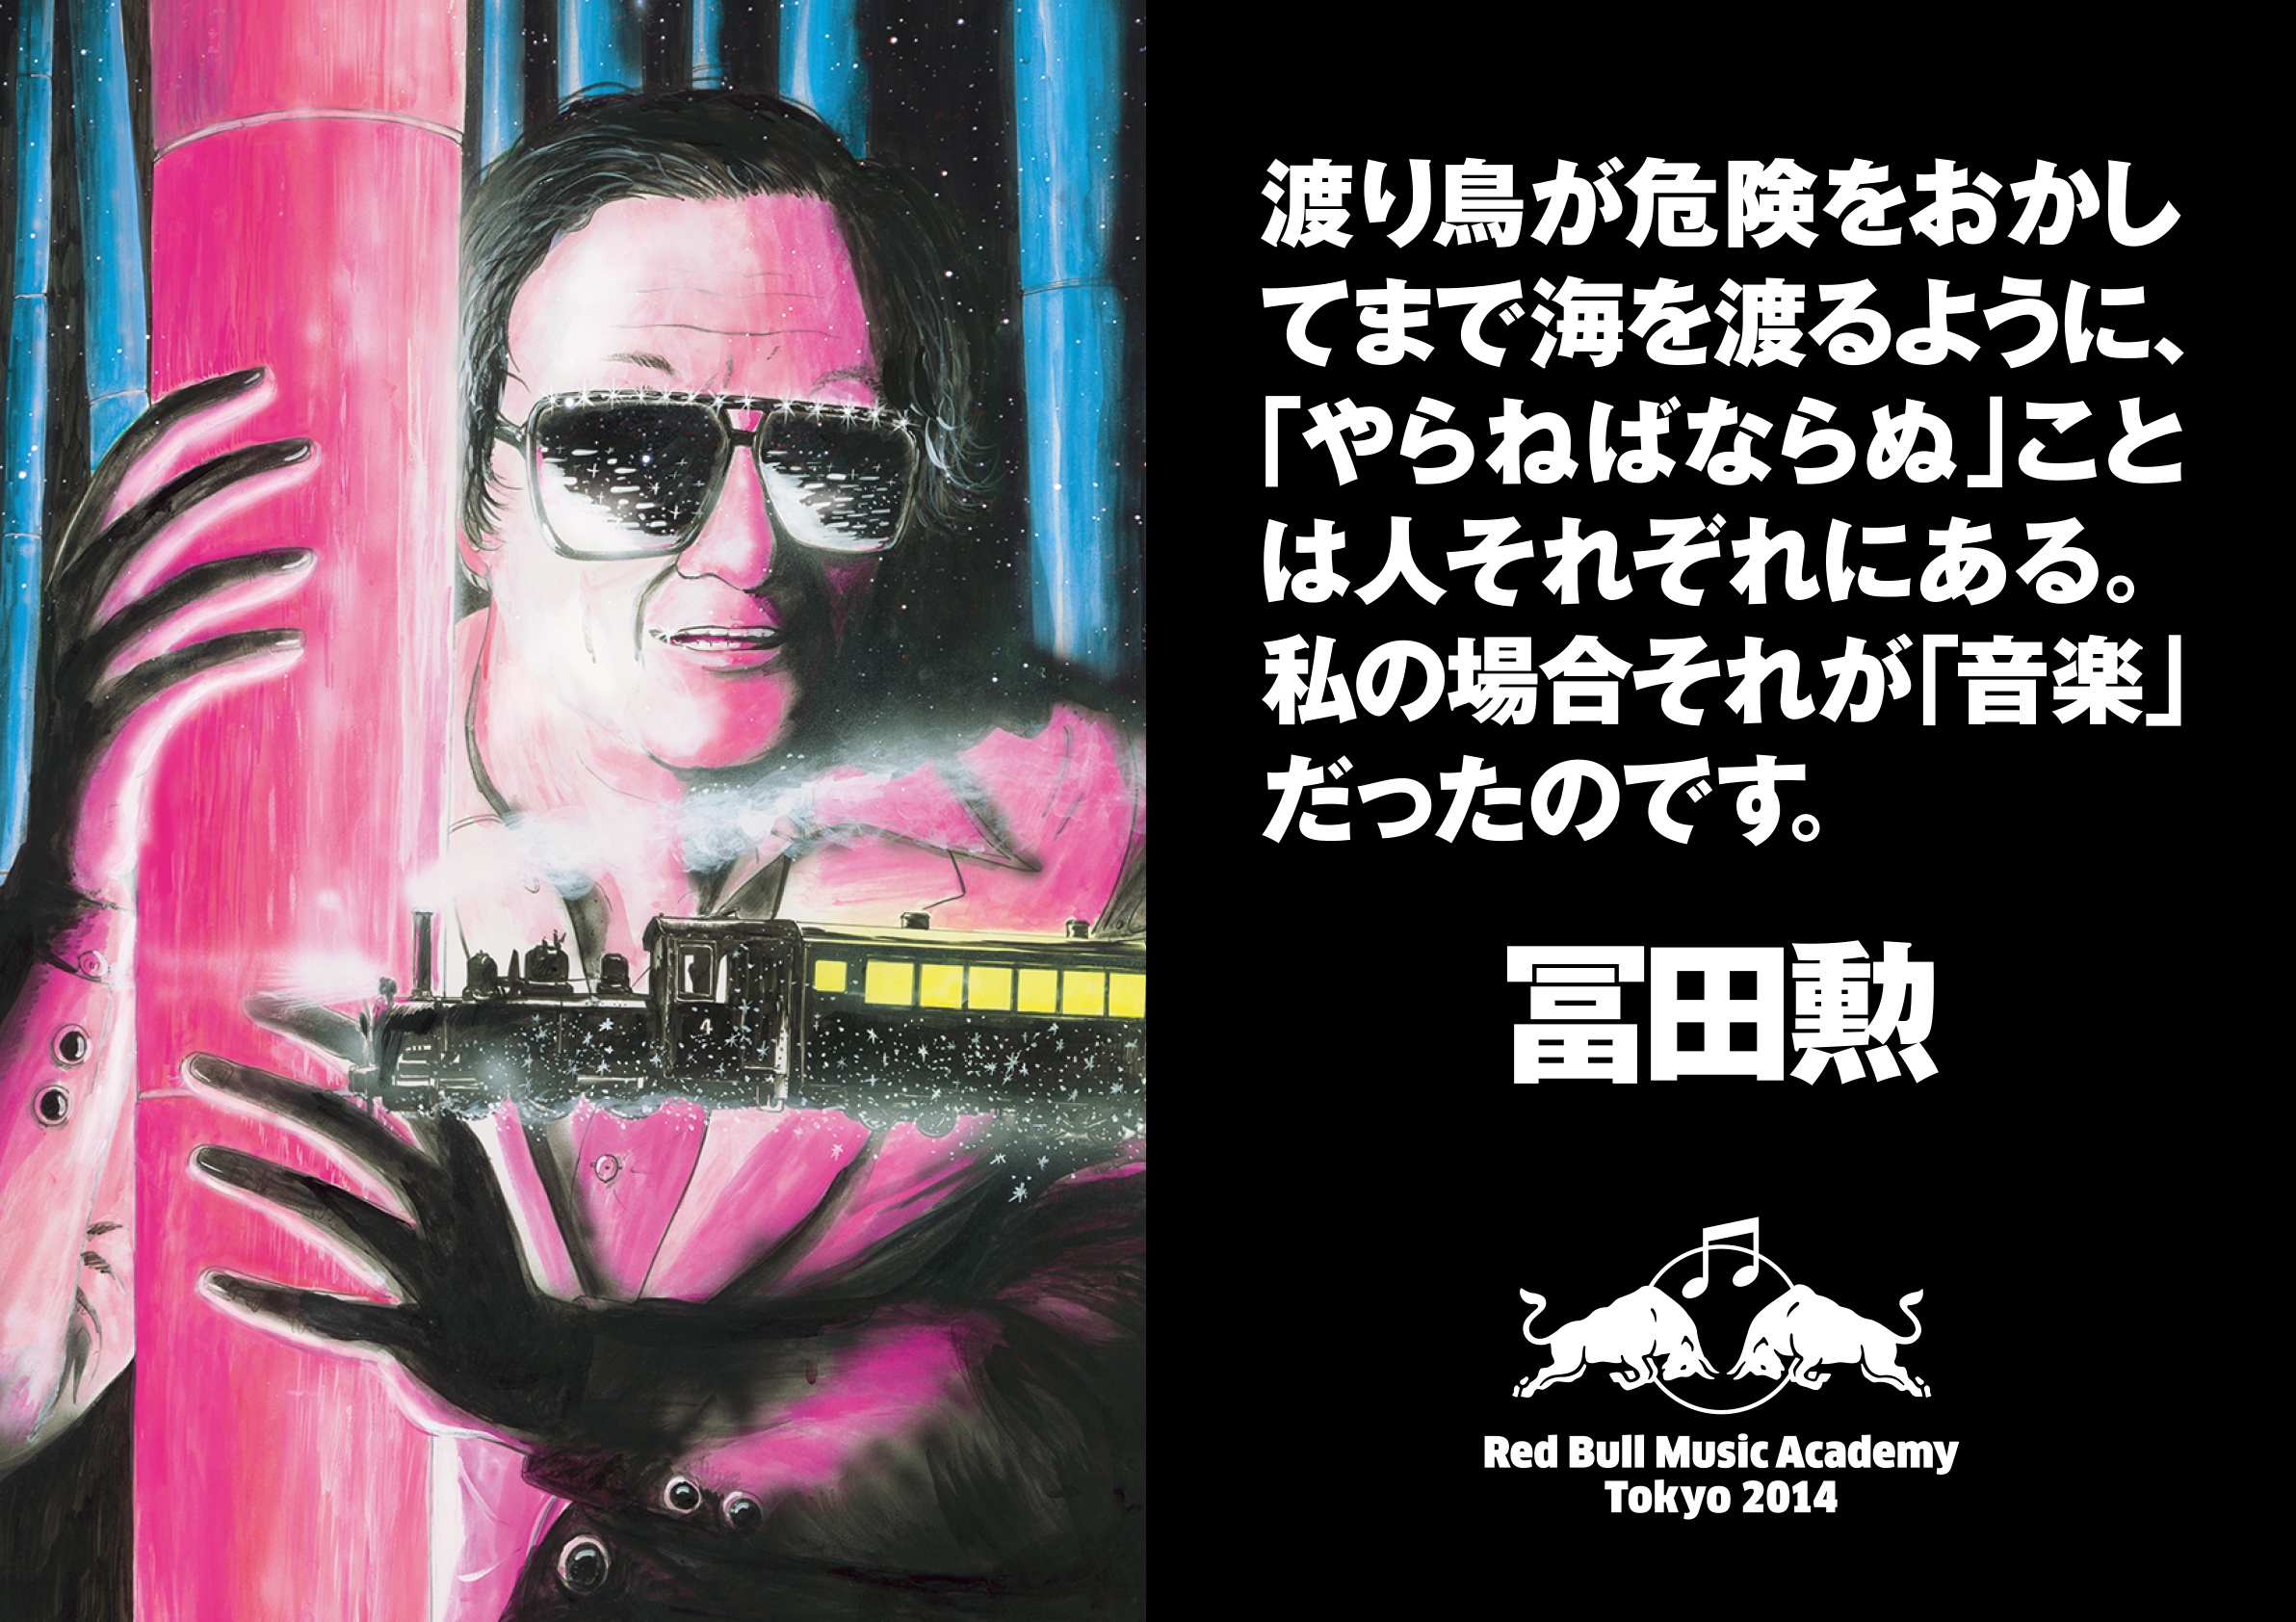 渡り鳥が危険をおかし
てまで海を渡るように、
「やらねばならぬ」こと
は人それぞれにある。
私の場合それが「音楽」
だったのです。
冨田勲
4
Red Bull Music Academy
Tokyo 2014